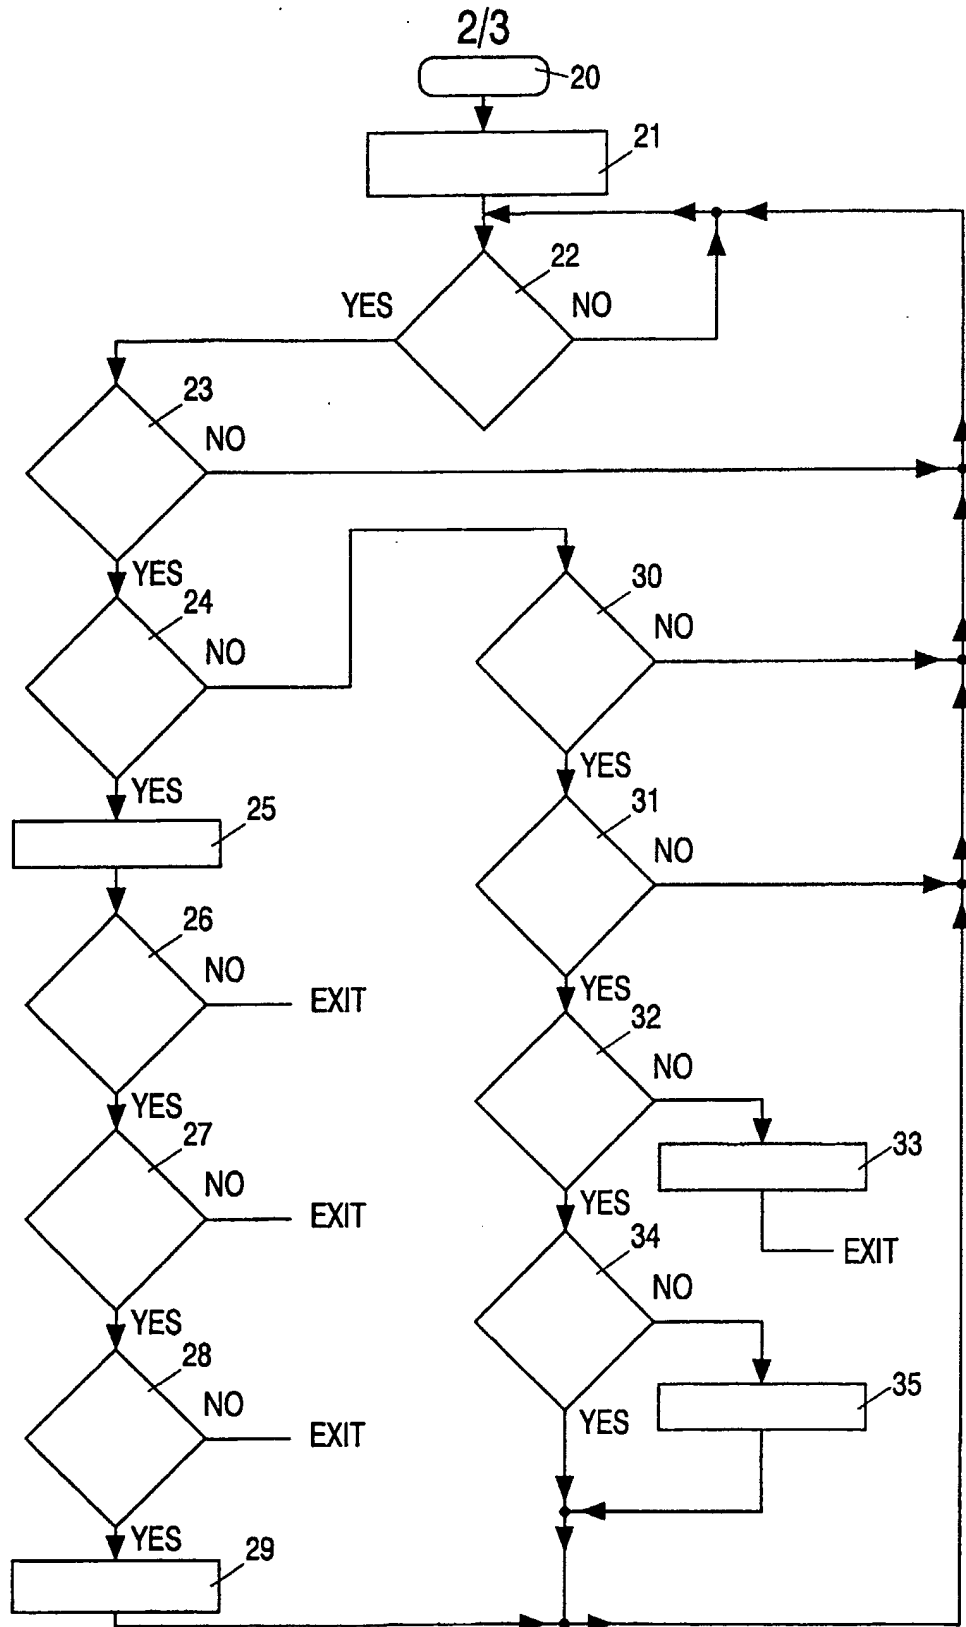 2/3
20
21
22
YES
NO
23
NO
YES
24
NO
30
NO
YES
YES
25
31
NO
26
NO
EXIT
YES
32
NO
YES
27
NO
EXIT
33
YES
EXIT
34
NO
YES
28
NO
EXIT
35
YES
YES
29